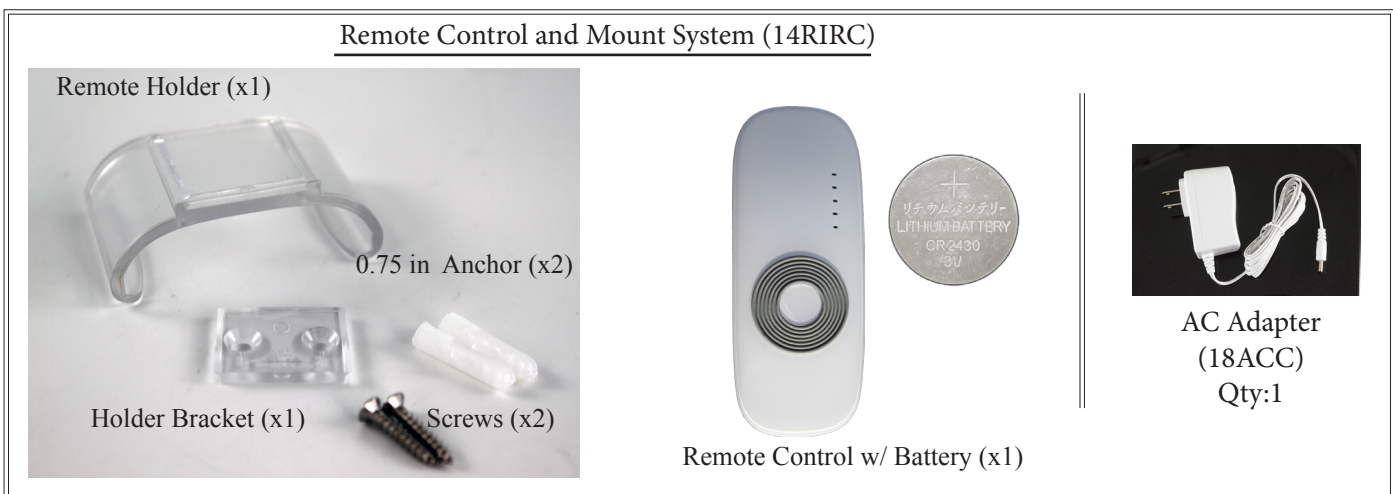 Remote Control and Mount System (14RIRC)
Remote Holder (x1)
0.75 in Anchor (x2)
Holder Bracket (x1)
Screws (x2)
リチウムバッテリー
LITHIUM BATTERY
CR2430
3V
Remote Control w/ Battery (x1)
AC Adapter
(18ACC)
Qty:1